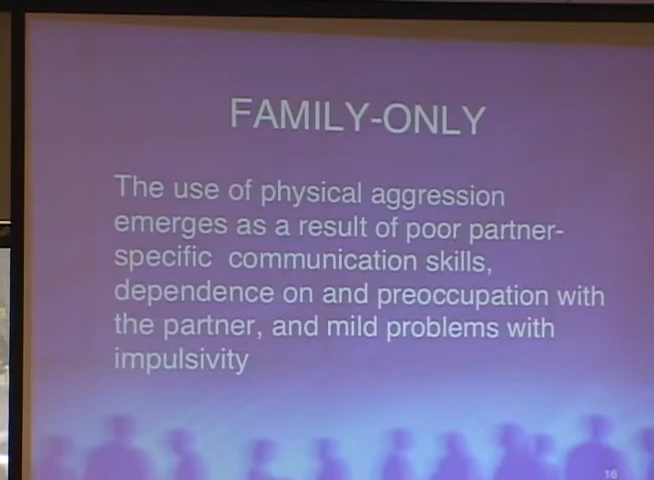 FAMILY-ONLY
The use of physical aggression
emerges as a result of poor partner-
specific communication skills,
dependence on and preoccupation with
the partner, and mild problems with
impulsivity
16